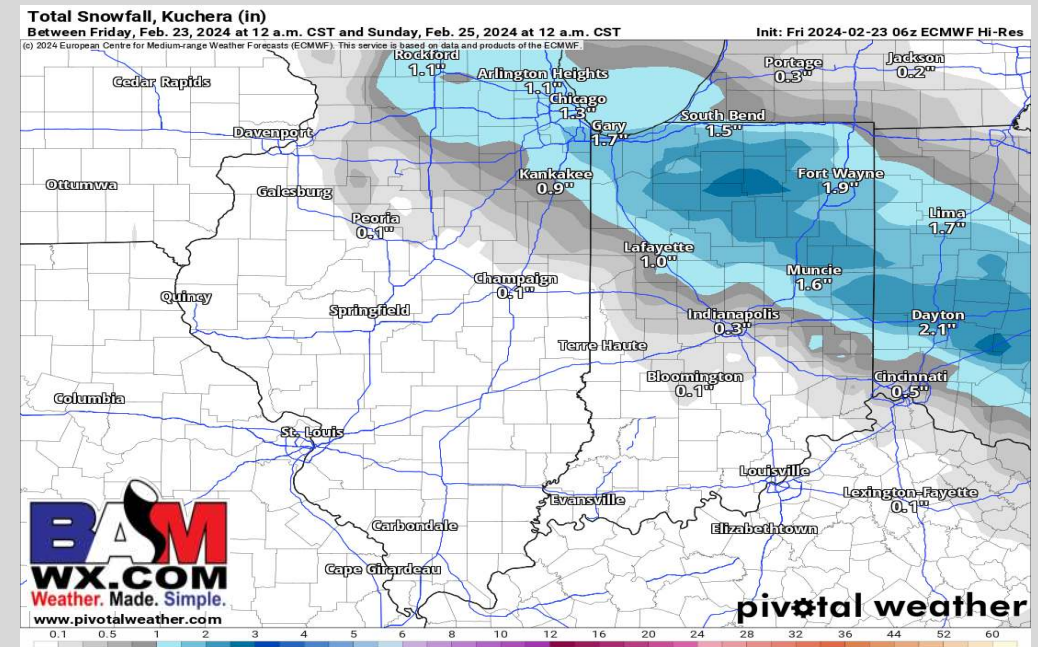 Total Snowfall, Kuchera (in)
Between Friday, Feb. 23, 2024 at 12 a.m. CST and Sunday, Feb. 25, 2024 at 12 a.m. CST
Init: Fri 2024-02-23 06z ECMWF Hi-Res
(c) 2024 European Centre for Medium-range Weather Forecasts (ECMWF). This service is based on data and products of the ECMWF.
Rockford
1.1"
Arlington Heights
1.1"
Portage
0.3"
Jackson
0.2"
Cedar Rapids
Chicago
1.3"
Davenport
Gary
1.7"
South Bend
1.5"
Ottumwa
Galesburg
Kankakee
0.9"
Fort Wayne
1.9"
Peoria
0.1"
Lima
1.7"
Lafayette
1.0"
Champaign
0.1"
Muncie
1.6"
Quincy
Springfield
Indianapolis
0.3"
Dayton
2.1"
Terre Haute
Bloomington
0.1"
Cincinnati
0.5"
Columbia
St. Louis
Louisville
Evansville
Lexington-Fayette
0.1"
Carbondale
Elizabethtown
Cape Girardeau
BAM
WX.COM
Weather. Made. Simple.
www.pivotalweather.com
pivotal weather
0.1 0.5 1 2 3 4 5 6 8 10 12 16 20 24 28 32 36 44 52 60